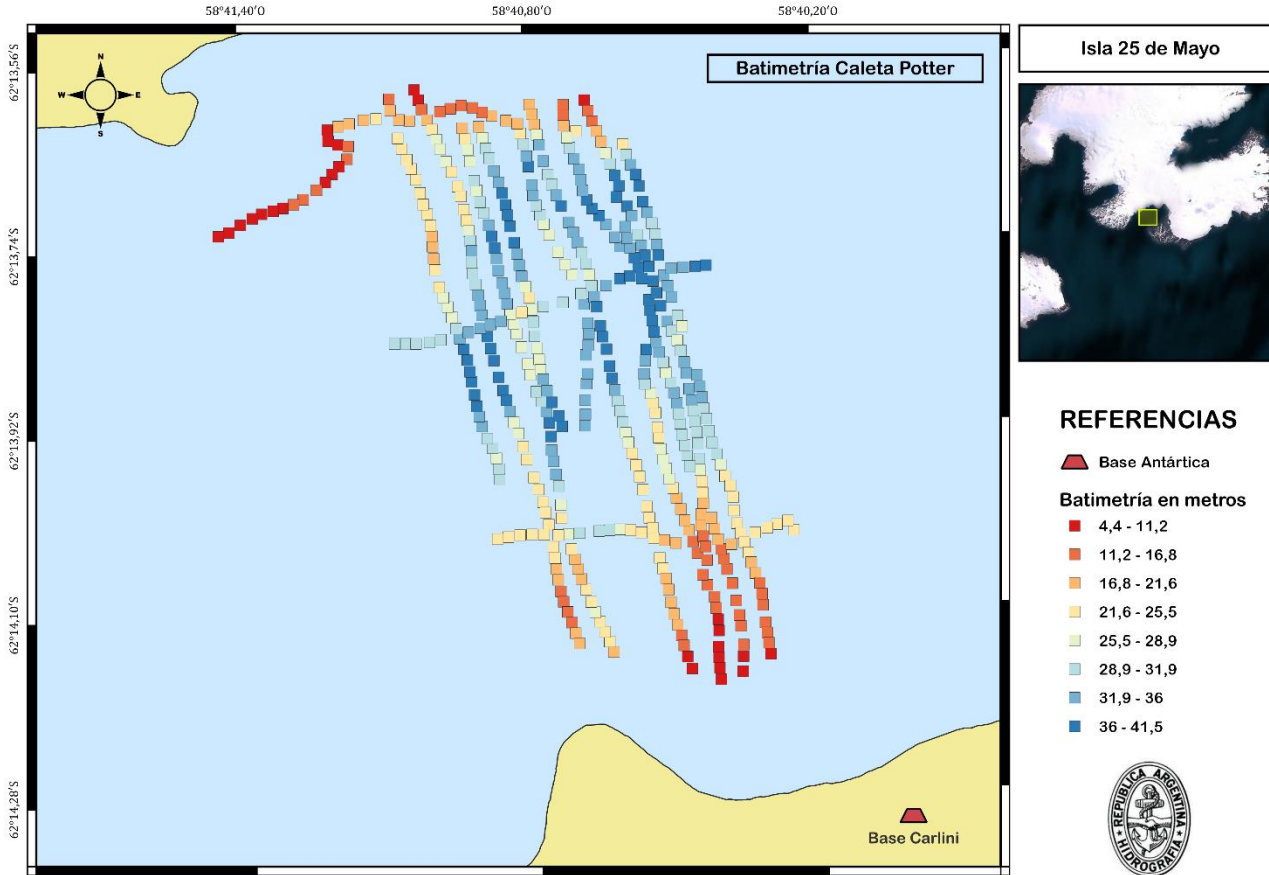 58°41,40'O
58°40,80'O
58°40,20'O
62°13,56'S
62°13,74'S
62°13,92'S
62°14,10'S
62°14,28'S
N
W
E
S
Batimetría Caleta Potter
Base Carlini
Isla 25 de Mayo
REFERENCIAS
Base Antártica
Batimetría en metros
4,4 - 11,2
11,2 - 16,8
16,8 - 21,6
21,6 - 25,5
25,5 - 28,9
28,9 - 31,9
31,9 - 36
36 - 41,5
REPUBLICA ARGENTINA
HIDROGRAFIA